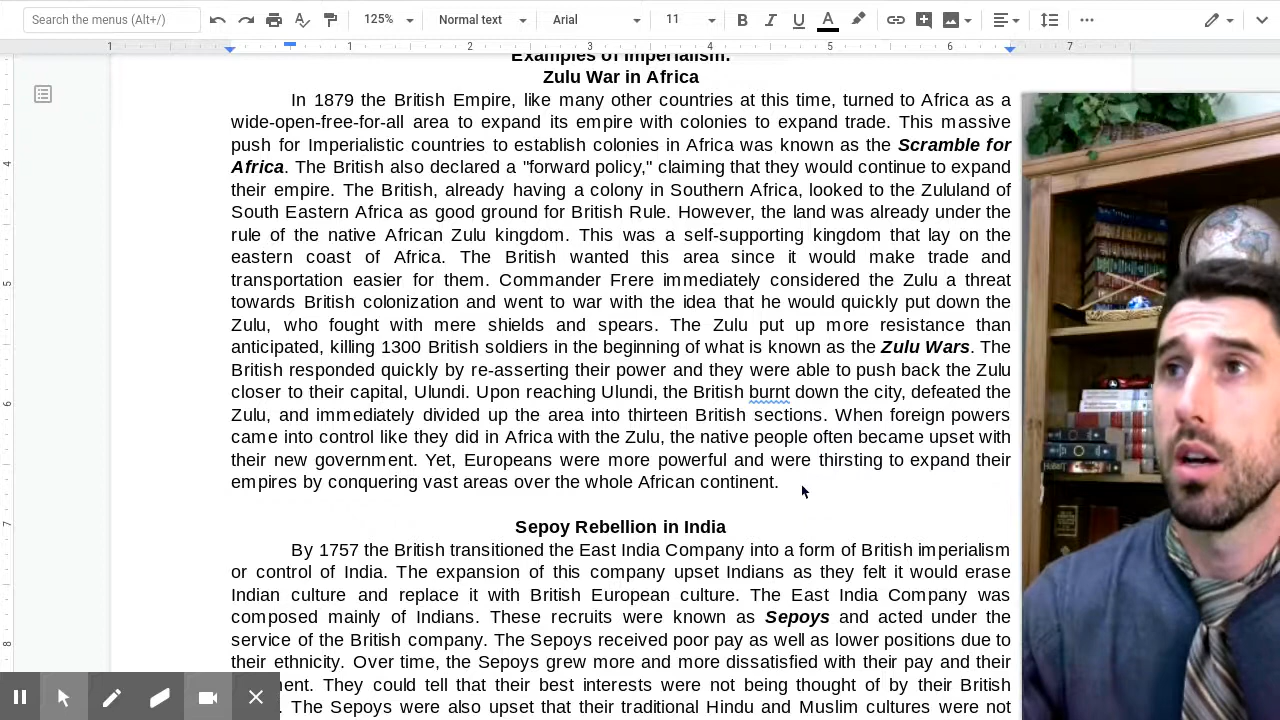 Search the menus (Alt+/)
125%
Normal text
Arial
11
B I U A
1 1 2 3 4 5 6 7
Examples of Imperialism:
Zulu War in Africa
In 1879 the British Empire, like many other countries at this time, turned to Africa as a
wide-open-free-for-all area to expand its empire with colonies to expand trade. This massive
push for Imperialistic countries to establish colonies in Africa was known as the Scramble for
Africa. The British also declared a "forward policy," claiming that they would continue to expand
their empire. The British, already having a colony in Southern Africa, looked to the Zululand of
South Eastern Africa as good ground for British Rule. However, the land was already under the
rule of the native African Zulu kingdom. This was a self-supporting kingdom that lay on the
eastern coast of Africa. The British wanted this area since it would make trade and
transportation easier for them. Commander Frere immediately considered the Zulu a threat
towards British colonization and went to war with the idea that he would quickly put down the
Zulu, who fought with mere shields and spears. The Zulu put up more resistance than
anticipated, killing 1300 British soldiers in the beginning of what is known as the Zulu Wars. The
British responded quickly by re-asserting their power and they were able to push back the Zulu
closer to their capital, Ulundi. Upon reaching Ulundi, the British burnt down the city, defeated the
Zulu, and immediately divided up the area into thirteen British sections. When foreign powers
came into control like they did in Africa with the Zulu, the native people often became upset with
their new government. Yet, Europeans were more powerful and were thirsting to expand their
empires by conquering vast areas over the whole African continent.
Sepoy Rebellion in India
By 1757 the British transitioned the East India Company into a form of British imperialism
or control of India. The expansion of this company upset Indians as they felt it would erase
Indian culture and replace it with British European culture. The East India Company was
composed mainly of Indians. These recruits were known as Sepoys and acted under the
service of the British company. The Sepoys received poor pay as well as lower positions due to
their ethnicity. Over time, the Sepoys grew more and more dissatisfied with their pay and their
They could tell that their best interests were not being thought of by their British
The Sepoys were also upset that their traditional Hindu and Muslim cultures were not
4
5
6
7
8